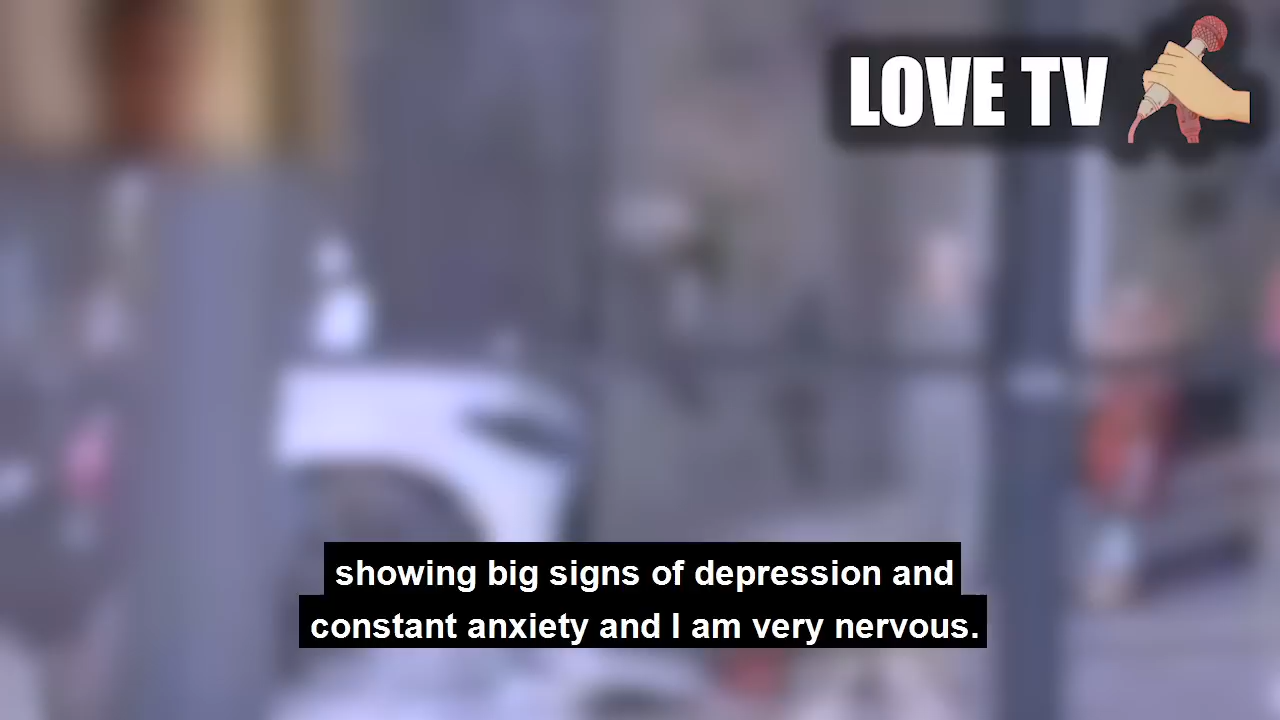 LOVE TV
showing big signs of depression and
constant anxiety and I am very nervous.